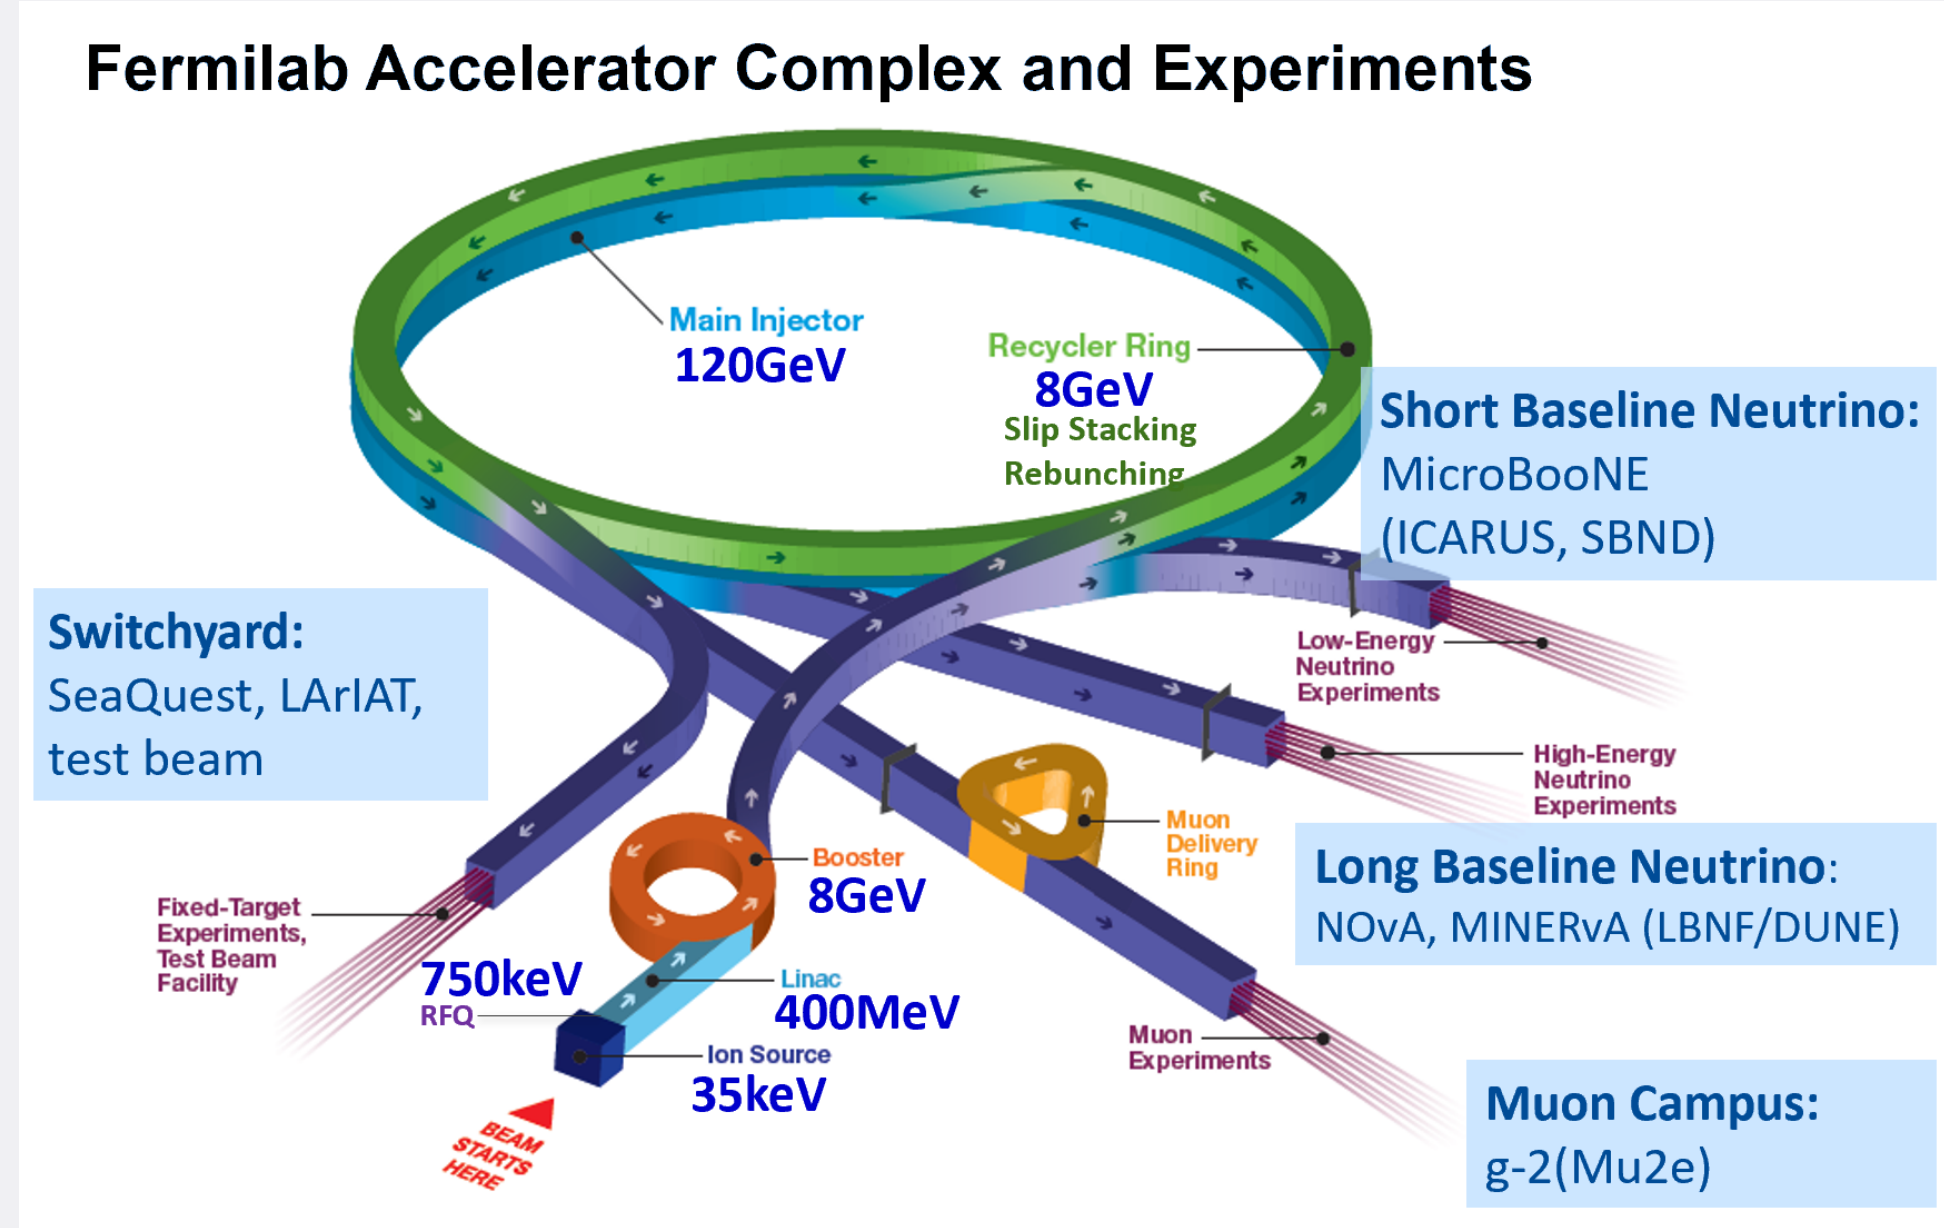 Fermilab Accelerator Complex and Experiments
Main Injector
120GeV
Recycler Ring
8GeV
Slip Stacking
Rebunching
Short Baseline Neutrino:
MicroBooNE
(ICARUS, SBND)
Switchyard:
SeaQuest, LArIAT,
test beam
Low-Energy
Neutrino
Experiments
High-Energy
Neutrino
Experiments
Muon
Delivery
Ring
Long Baseline Neutrino:
NOvA, MINERvA (LBNF/DUNE)
Booster
8GeV
Fixed-Target
Experiments,
Test Beam
Facility
750keV
RFQ
Linac
400MeV
Ion Source
35keV
BEAM
STARTS
HERE
Muon
Experiments
Muon Campus:
g-2(Mu2e)